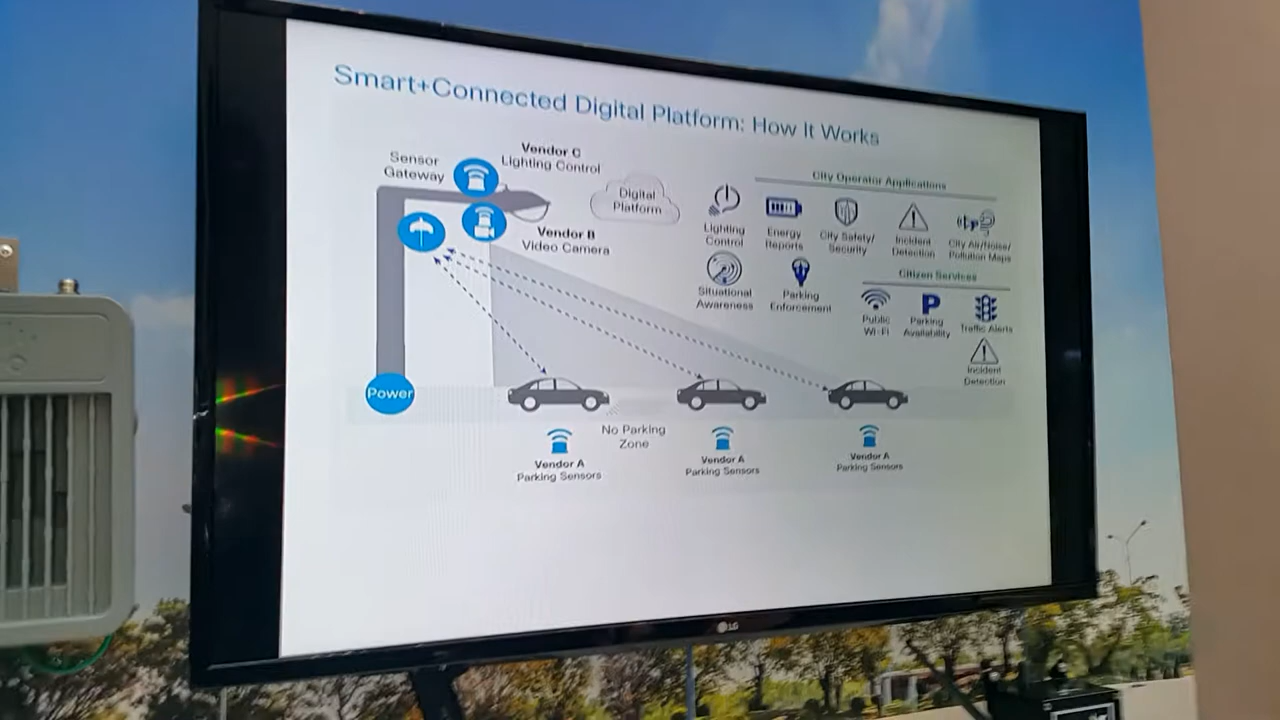 Smart+Connected Digital Platform: How It Works
Sensor
Gateway
Vendor C
Lighting Control
Digital
Platform
Vendor B
Video Camera
Power
No Parking
Zone
Vendor A
Parking Sensors
Vendor A
Parking Sensors
Vendor A
Parking Sensors
City Operator Applications
Lighting
Control
Energy
Reports
City Safety/
Security
Incident
Detection
City Air/Noise/
Pollution Maps
Situational
Awareness
Parking
Enforcement
Citizen Services
Public
Wi-Fi
P
Parking
Availability
Traffic Alerts
Incident
Detection
LG